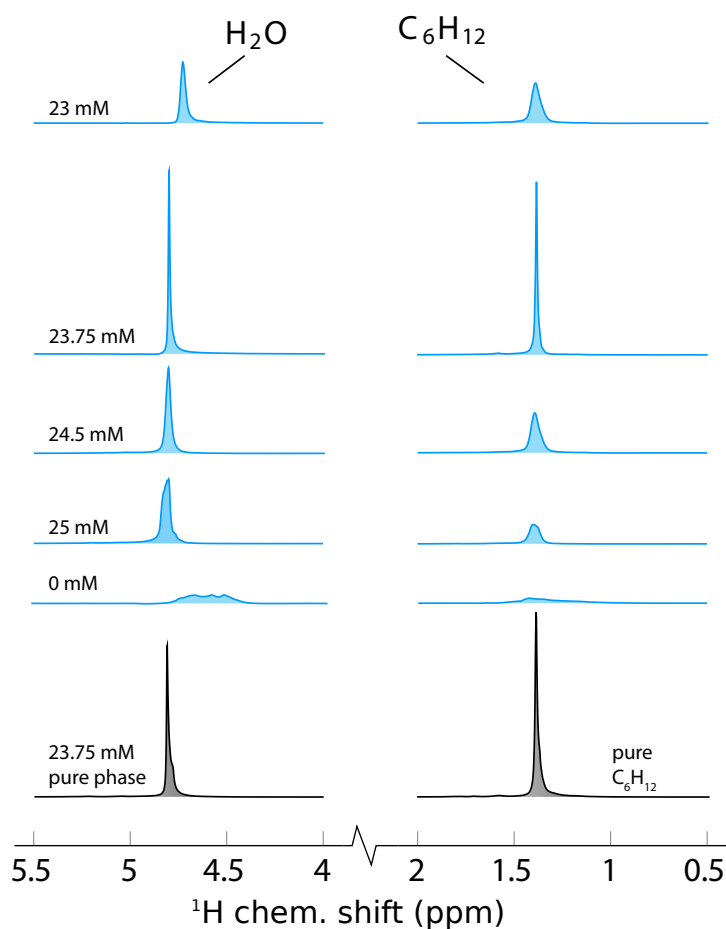 H₂O
C₆H₁₂
23 mM
23.75 mM
24.5 mM
25 mM
0 mM
23.75 mM
pure phase
pure
C₆H₁₂
5.5 5 4.5 4 2 1.5 1 0.5
¹H chem. shift (ppm)